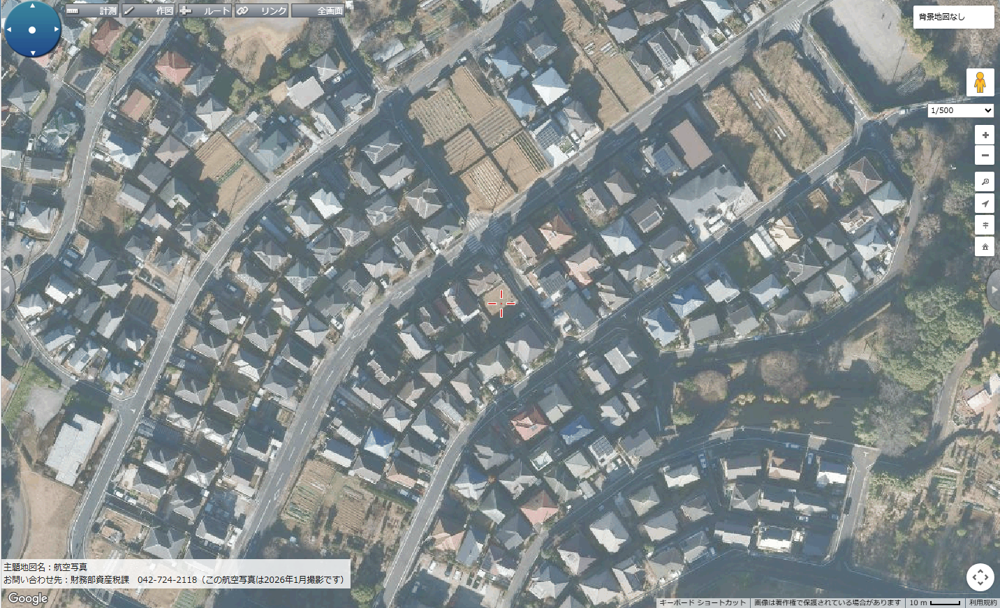 計測
作図
ルート
リンク
全画面
背景地図なし
1/500
主題地図名：航空写真
お問い合わせ先：財務部資産税課　042-724-2118（この航空写真は2026年1月撮影です）
Google
キーボード ショートカット
画像は著作権で保護されている場合があります
10 m
利用規約